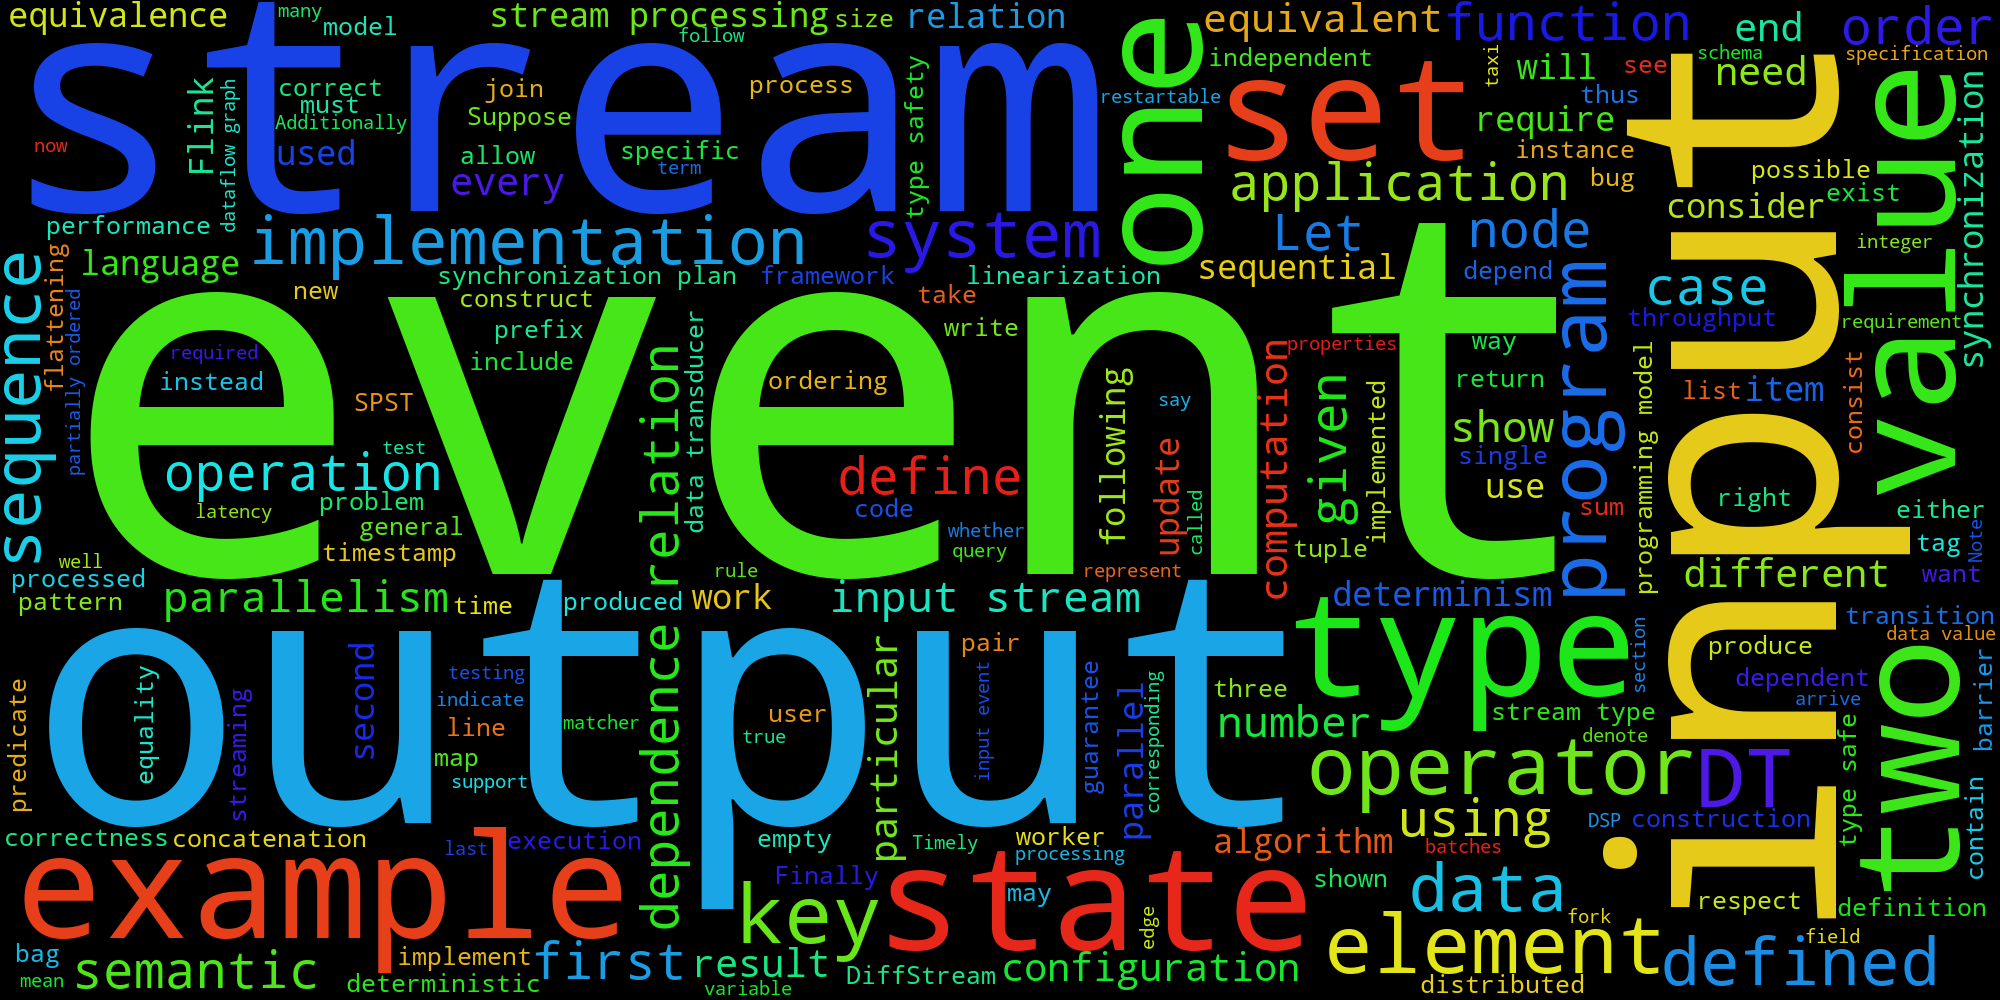 equivalence
many
model
stream processing
size
relation
equivalent
function
end
order
follow
stream
Flink
dataflow graph
correct
must
Additionally
used
now
join
Suppose
allow
every
process
specific
term
type safety
restartable
one
independent
set
taxi
will
see
schema
need
specification
thus
require
instance
bug
application
possible
consider
exist
input
value
synchronization
performance
implementation
system
Let
node
integer
sequence
flattening
language
partially ordered
synchronization plan
framework
linearization
sequential
depend
case
throughput
requirement
new
construct
prefix
include
take
write
required
instead
SPST
event
ordering
say
properties
way
return
list
item
consist
program
programming model
data transducer
dependence relation
following
update
called
computation
given
implemented
show
single
use
sum
right
either
tag
Note
want
test
operation
latency
problem
general
timestamp
define
code
whether
query
tuple
well
processed
pattern
parallelism
time
produced
rule
work
represent
input stream
determinism
different
transition
data value
output
type
section
produce
dependent
arrive
two
barrier
predicate
equality
streaming
second
testing
indicate
line
map
support
matcher
user
true
particular
pair
input event
guarantee
parallel
corresponding
three
number
stream type
denote
operator
DT
type safe
contain
correctness
concatenation
last
execution
empty
Timely
worker
processing
algorithm
using
batches
DSP
construction
example
Finally
key
state
may
shown
edge
data
element
fork
respect
definition
field
defined
bag
mean
semantic
implement
deterministic
first
result
variable
DiffStream
configuration
distributed